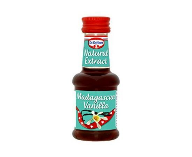 Dr. Oetker
Natural
Extract
Madagascan
Vanilla